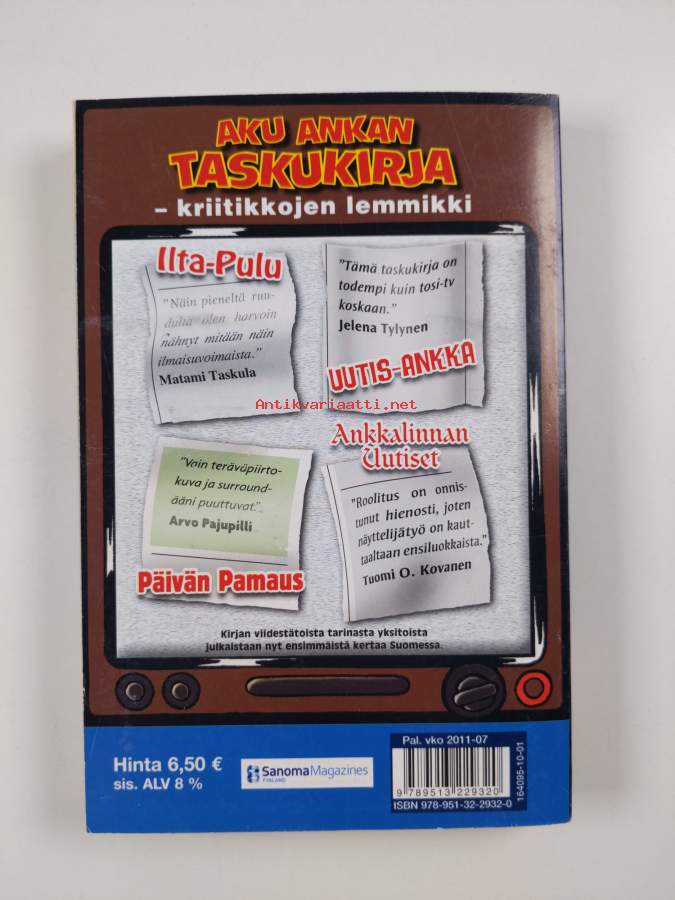 AKU ANKAN
TASKUKIRJA
– kriitikkojen lemmikki
Ilta-Pulu
"Näin pieneltä ruu-
dulta olen harvoin
nähnyt mitään näin
ilmaisuvoimaista."
Matami Taskula
"Tämä taskukirja on
todempi kuin tosi-tv
koskaan."
Jelena Tylynen
UUTIS-ANKKA
Antikvariaatti.net
"Vain teräväpiirto-
kuva ja surround-
ääni puuttuvat."
Arvo Pajupilli
Päivän Pamaus
Ankkalinnan
Uutiset
"Roolitus on onnis-
tunut hienosti, joten
näyttelijätyö on kaut-
taaltaan ensiluokkaista."
Tuomi O. Kovanen
Kirjan viidestätoista tarinasta yksitoista
julkaistaan nyt ensimmäistä kertaa Suomessa.
Hinta 6,50 €
sis. ALV 8 %
SanomaMagazines
FINLAND
Pal. vko 2011-07
9 789513 229320
ISBN 978-951-32-2932-0
164095-10-01